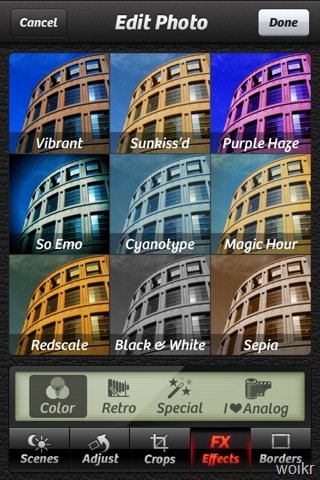 Cancel Edit Photo Done
Vibrant Sunkiss'd Purple Haze
So Emo Cyanotype Magic Hour
Redscale Black & White Sepia
Color Retro Special I♥Analog
FX
Scenes Adjust Crops Effects Borders
woikr